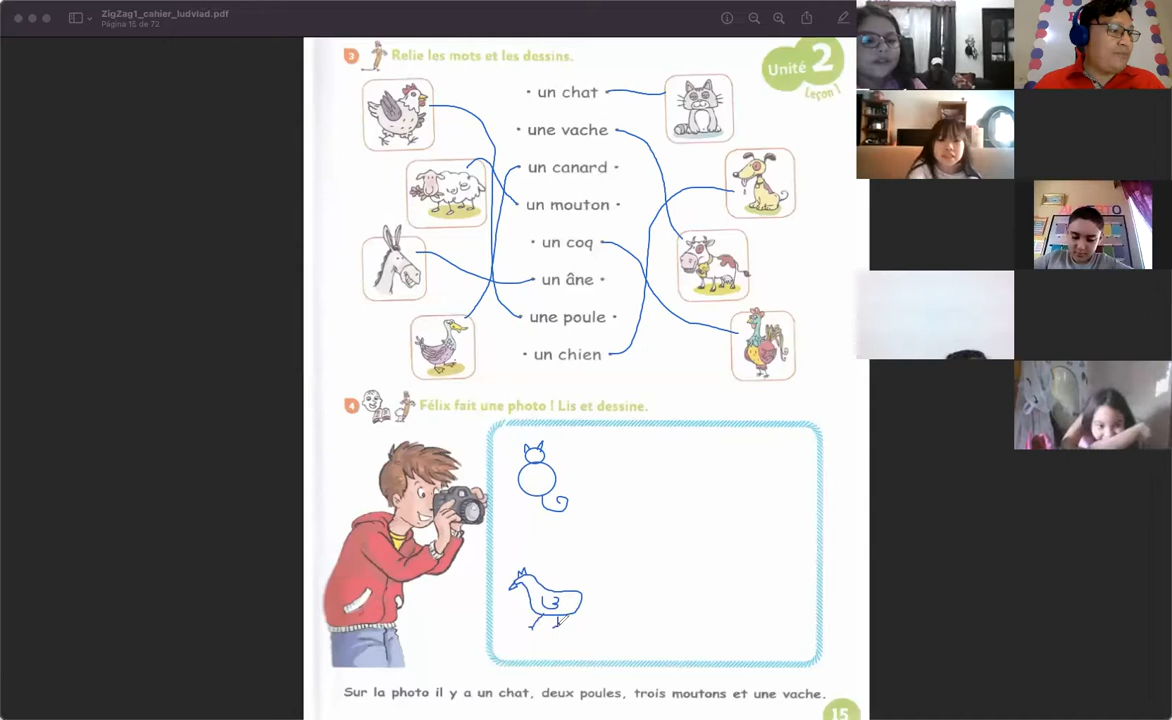 ZigZag1_cahier_ludvlad.pdf
Página 15 de 72
3 Relie les mots et les dessins.
Unité 2
Leçon 1
• un chat
• une vache
un canard •
un mouton •
• un coq
un âne •
une poule •
• un chien
4 Félix fait une photo ! Lis et dessine.
Sur la photo il y a un chat, deux poules, trois moutons et une vache.
15